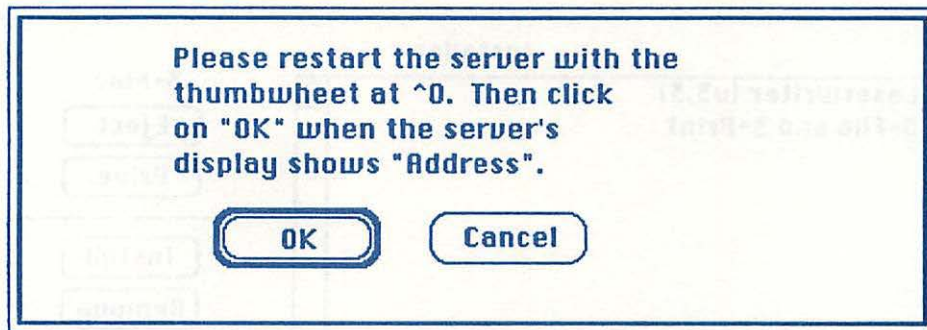 Please restart the server with the
thumbwheet at ^0. Then click
on "OK" when the server's
display shows "Address".
OK
Cancel